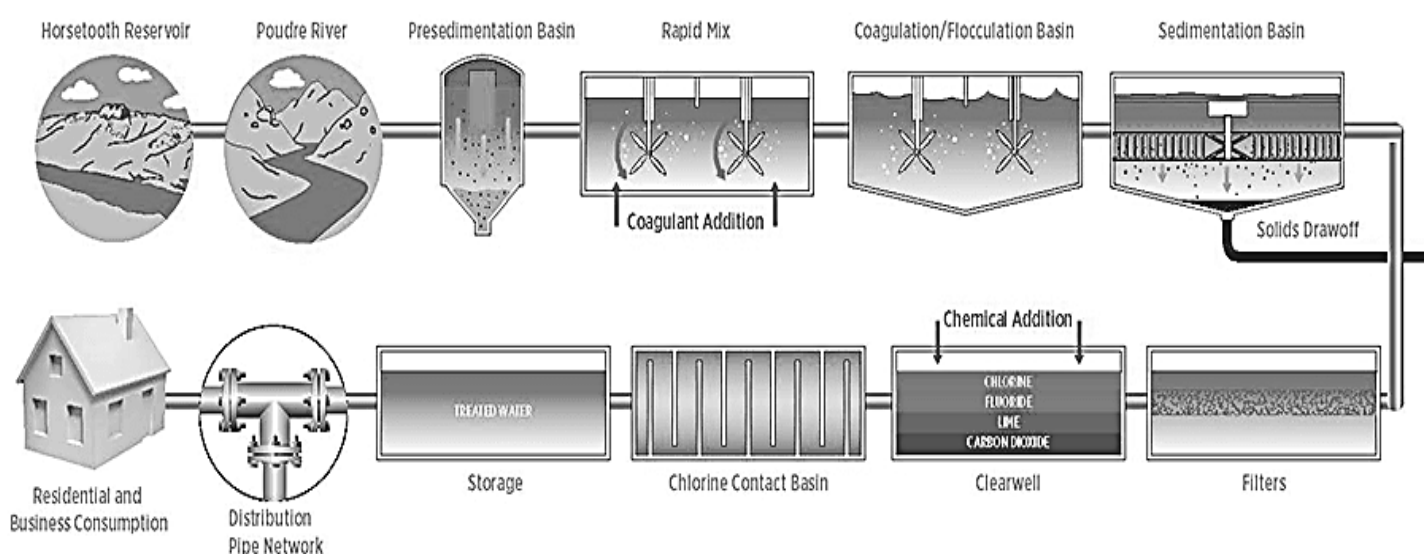 Horsetooth Reservoir
Poudre River
Presedimentation Basin
Rapid Mix
Coagulation/Flocculation Basin
Sedimentation Basin
Coagulant Addition
Solids Drawoff
Chemical Addition
CHLORINE
FLUORIDE
LIME
CARBON DIOXIDE
TREATED WATER
Residential and
Business Consumption
Distribution
Pipe Network
Storage
Chlorine Contact Basin
Clearwell
Filters